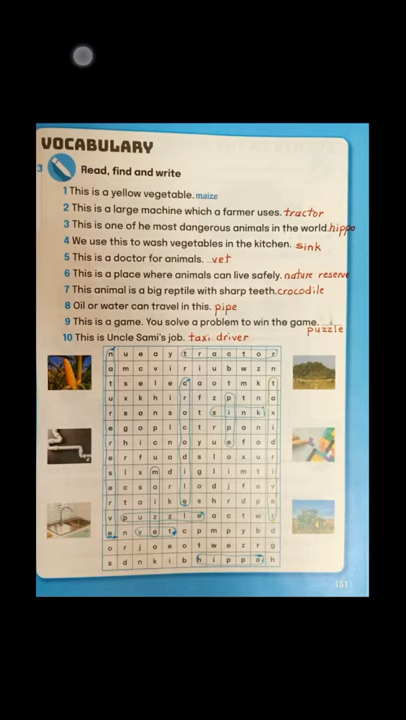 VOCABULARY
3 Read, find and write
1 This is a yellow vegetable. maize
2 This is a large machine which a farmer uses. tractor
3 This is one of he most dangerous animals in the world. hippo
4 We use this to wash vegetables in the kitchen. sink
5 This is a doctor for animals. vet
6 This is a place where animals can live safely. nature reserve
7 This animal is a big reptile with sharp teeth. crocodile
8 Oil or water can travel in this. pipe
9 This is a game. You solve a problem to win the game. puzzle
10 This is Uncle Sami's job. taxi driver
n u e a y t r a c t o r
a m c v i r i u b w z n
t s e l e c a o t m k t
u x k h i r f z p t n a
r s a n s o t s i n k x
e g o p l c t r p a n i
r h i c n o y u e f o d
e r f u a d s l o x u r
s l x m d i g l i m t i
e a c s a r l o d j f e v
r t a i k e s h r d p e
v p u z z l e a c t w t
e n v e t c p m p y b d
o r j o e o t w e z r g
s d n k i b h i p p o h
151